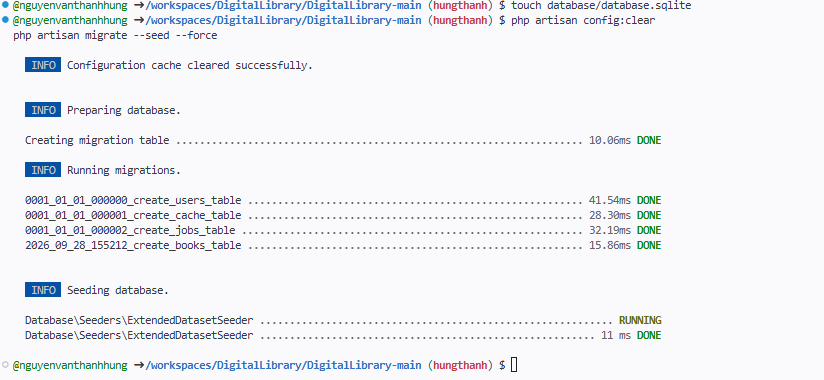 @nguyenvanthanhhung ➜/workspaces/DigitalLibrary/DigitalLibrary-main (hungthanh) $ touch database/database.sqlite
@nguyenvanthanhhung ➜/workspaces/DigitalLibrary/DigitalLibrary-main (hungthanh) $ php artisan config:clear
php artisan migrate --seed --force
INFO Configuration cache cleared successfully.
INFO Preparing database.
Creating migration table ............................................................... 10.06ms DONE
INFO Running migrations.
0001_01_01_000000_create_users_table .................................................... 41.54ms DONE
0001_01_01_000001_create_cache_table .................................................... 28.30ms DONE
0001_01_01_000002_create_jobs_table ..................................................... 32.19ms DONE
2026_09_28_155212_create_books_table .................................................... 15.86ms DONE
INFO Seeding database.
Database\Seeders\ExtendedDatasetSeeder ...................................................... RUNNING
Database\Seeders\ExtendedDatasetSeeder .................................................... 11 ms DONE
@nguyenvanthanhhung ➜/workspaces/DigitalLibrary/DigitalLibrary-main (hungthanh) $